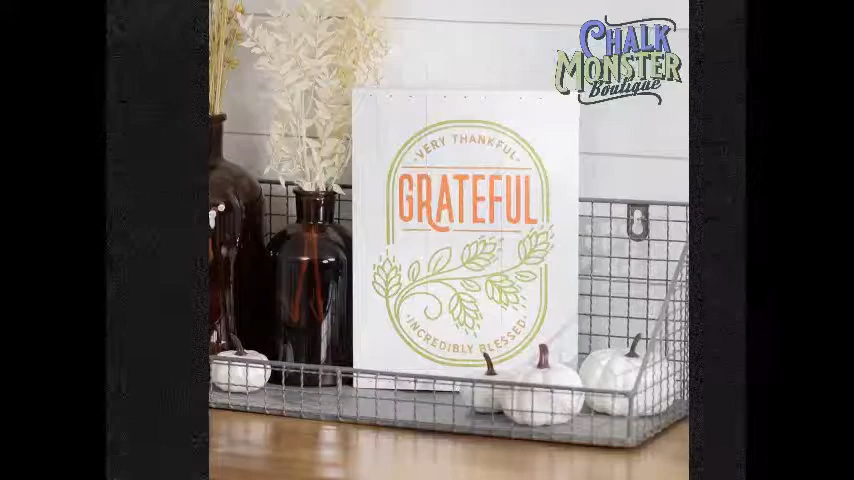 CHALK
MONSTER
Boutique
·VERY THANKFUL·
GRATEFUL
·INCREDIBLY BLESSED·